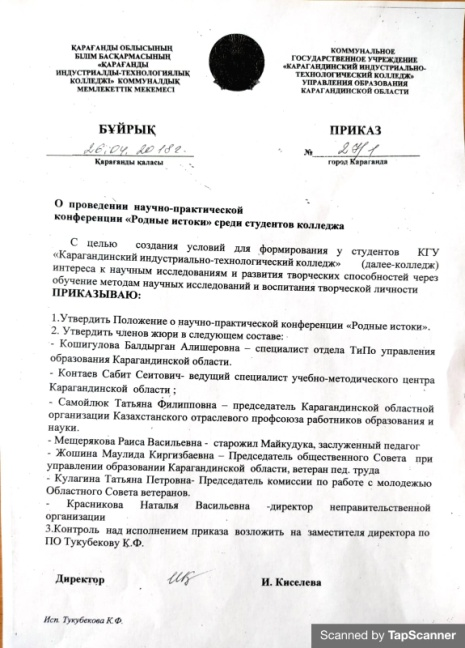 ҚАРАҒАНДЫ ОБЛЫСЫНЫҢ
БІЛІМ БАСҚАРМАСЫНЫҢ
«ҚАРАҒАНДЫ
ИНДУСТРИАЛДЫ-ТЕХНОЛОГИЯЛЫҚ
КОЛЛЕДЖІ» КОММУНАЛДЫҚ
МЕМЛЕКТТІК МЕКЕМЕСІ
КОММУНАЛЬНОЕ
ГОСУДАРСТВЕННОЕ УЧРЕЖДЕНИЕ
«КАРАГАНДИНСКИЙ ИНДУСТРИАЛЬНО-
ТЕХНОЛОГИЧЕСКИЙ КОЛЛЕДЖ»
УПРАВЛЕНИЯ ОБРАЗОВАНИЯ
КАРАГАНДИНСКОЙ ОБЛАСТИ
БҰЙРЫҚ
26.04.2018г.
Қарағанды қаласы
ПРИКАЗ
№ 27/1
город Караганда
О проведении научно-практической
конференции «Родные истоки» среди студентов колледжа
С целью создания условий для формирования у студентов КГУ
«Карагандинский индустриально-технологический колледж» (далее-колледж)
интереса к научным исследованиям и развития творческих способностей через
обучение методам научных исследований и воспитания творческой личности
ПРИКАЗЫВАЮ:
1.Утвердить Положение о научно-практической конференции «Родные истоки».
2. Утвердить членов жюри в следующем составе:
- Кошигулова Балдырган Алишеровна – специалист отдела ТиПо управления
образования Карагандинской области.
- Контаев Сабит Сеитович- ведущий специалист учебно-методического центра
Карагандинской области ;
- Самойлюк Татьяна Филипповна – председатель Карагандинской областной
организации Казахстанского отраслевого профсоюза работников образования и
науки.
- Мещерякова Раиса Васильевна - старожил Майкудука, заслуженный педагог
- Жошина Маулида Киргизбаевна – Председатель общественного Совета при
управлении образовании Карагандинской области, ветеран пед. труда
- Кулагина Татьяна Петровна- Председатель комиссии по работе с молодежью
Областного Совета ветеранов.
- Красникова Наталья Васильевна -директор неправительственной
организации
3.Контроль над исполнением приказа возложить на заместителя директора по
ПО Тукубекову К.Ф.
Директор И. Киселева
Исп. Тукубекова К.Ф.
Scanned by TapScanner